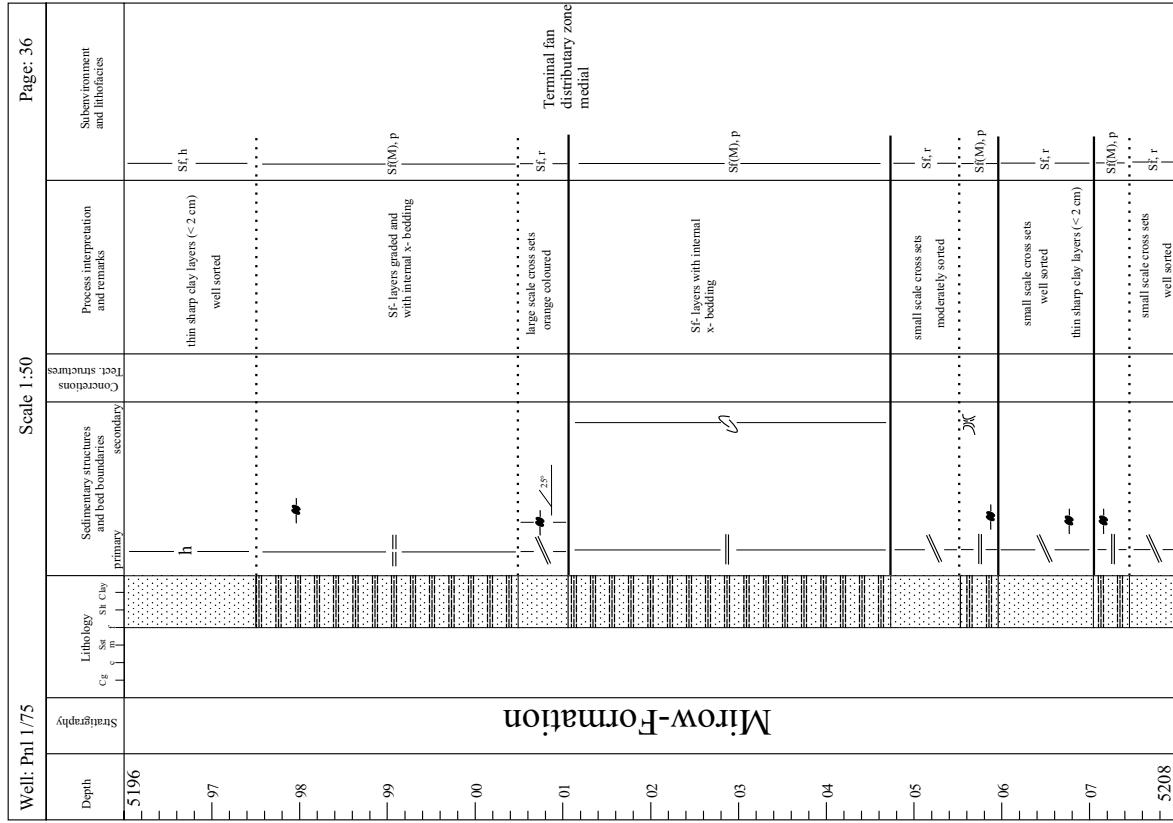 Well: Pnl 1/75
Scale 1:50
Page: 36
Depth
Stratigraphy
Lithology
Cg
c
Sst
m
f
Slt
Clay
Sedimentary structures
and bed boundaries
primary
secondary
Concretions
Tect. structures
Process interpretation
and remarks
Subenvironment
and lithofacies
5196
97
98
99
00
01
02
03
04
05
06
07
5208
Mirow-Formation
h
25°
thin sharp clay layers (< 2 cm)
well sorted
Sf- layers graded and
with internal x- bedding
large scale cross sets
orange coloured
Sf- layers with internal
x- bedding
small scale cross sets
moderately sorted
small scale cross sets
well sorted
thin sharp clay layers (< 2 cm)
small scale cross sets
well sorted
Sf, h
Sf(M), p
Sf, r
Sf(M), p
Sf, r
Sf(M), p
Sf, r
Sf(M), p
Sf, r
Terminal fan
distributary zone
medial